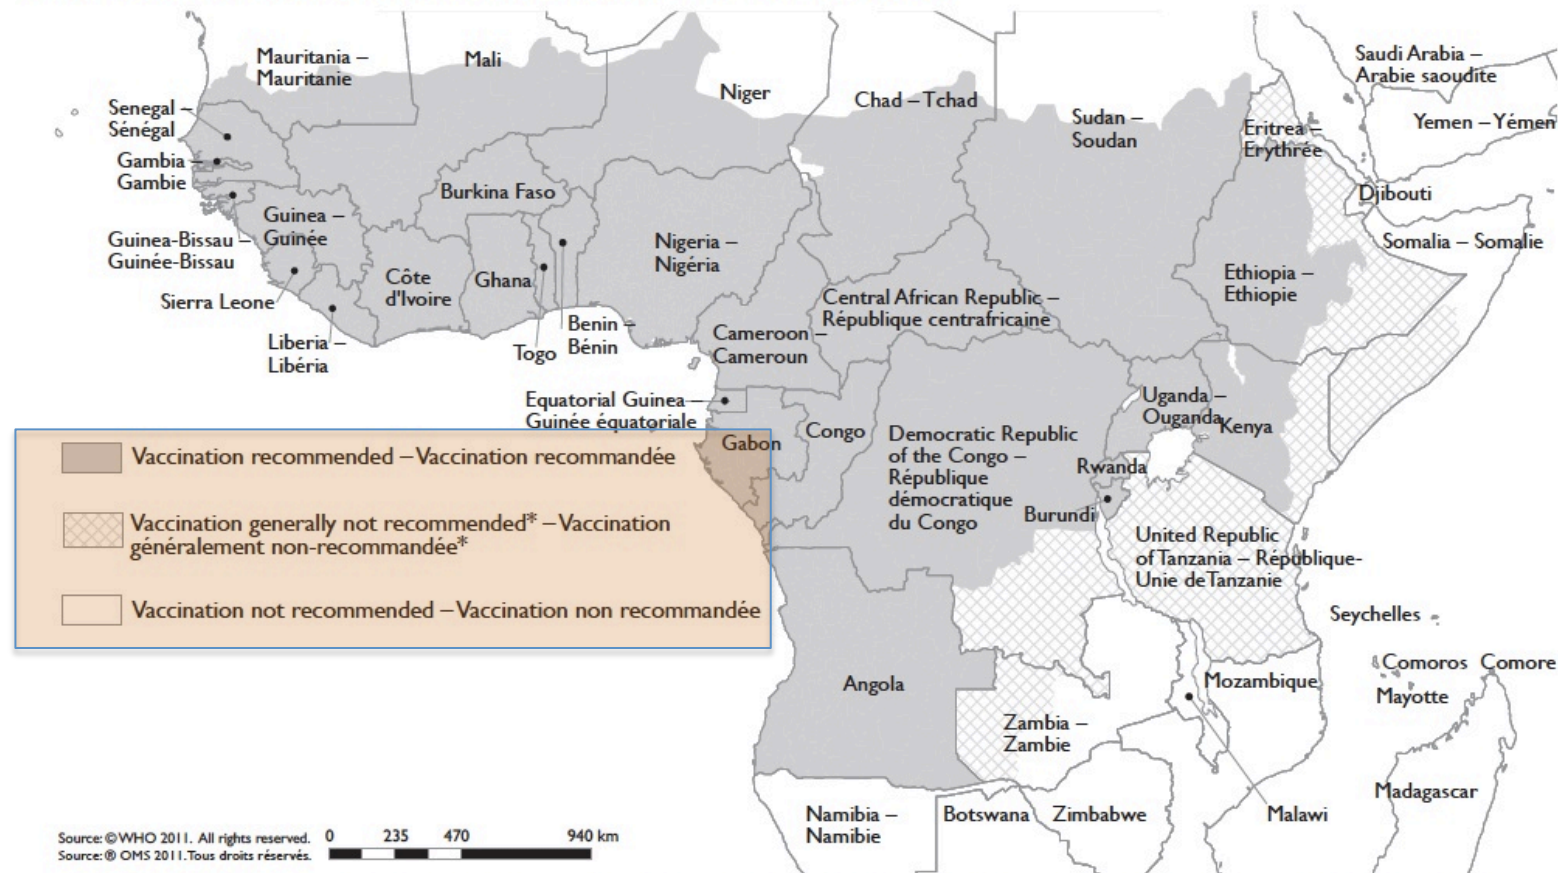 Mauritania –
Mauritanie
Mali
Niger
Chad – Tchad
Sudan –
Soudan
Saudi Arabia –
Arabie saoudite
Yemen – Yémen
Eritrea –
Erythrée
Djibouti
Somalia – Somalie
Senegal –
Sénégal
Gambia –
Gambie
Guinea-Bissau –
Guinée-Bissau
Guinea –
Guinée
Sierra Leone
Liberia –
Libéria
Côte
d'Ivoire
Burkina Faso
Ghana
Togo
Benin –
Bénin
Nigeria –
Nigéria
Cameroon –
Cameroun
Central African Republic –
République centrafricaine
Ethiopia –
Ethiopie
Equatorial Guinea –
Guinée équatoriale
Gabon
Congo
Democratic Republic
of the Congo –
République
démocratique
du Congo
Uganda –
Ouganda
Kenya
Rwanda
Burundi
United Republic
of Tanzania – République-
Unie de Tanzanie
Seychelles
Comoros Comore
Mayotte
Mozambique
Angola
Zambia –
Zambie
Madagascar
Malawi
Namibia –
Namibie
Botswana
Zimbabwe
Vaccination recommended – Vaccination recommandée
Vaccination generally not recommended* – Vaccination
généralement non-recommandée*
Vaccination not recommended – Vaccination non recommandée
Source: © WHO 2011. All rights reserved.
Source: ® OMS 2011. Tous droits réservés.
0 235 470 940 km